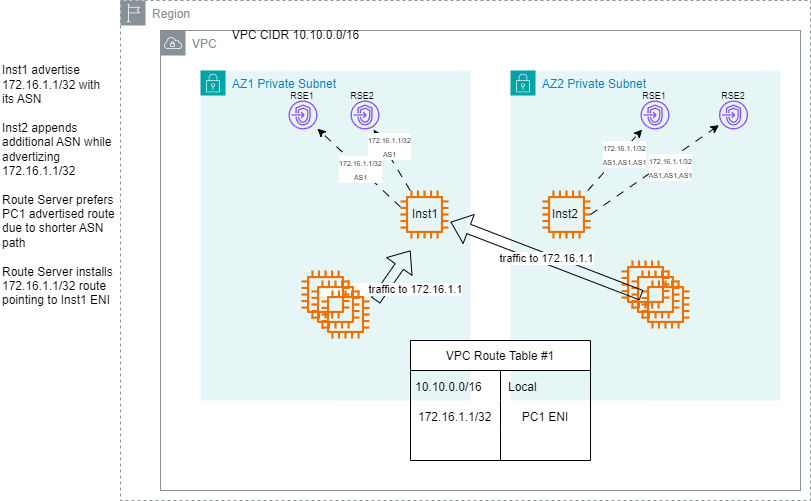 Region
VPC
VPC CIDR 10.10.0.0/16
Inst1 advertise
172.16.1.1/32 with
its ASN
Inst2 appends
additional ASN while
advertizing
172.16.1.1/32
Route Server prefers
PC1 advertised route
due to shorter ASN
path
Route Server installs
172.16.1.1/32 route
pointing to Inst1 ENI
AZ1 Private Subnet
RSE1
RSE2
172.16.1.1/32
AS1
172.16.1.1/32
AS1
Inst1
traffic to 172.16.1.1
AZ2 Private Subnet
RSE1
RSE2
172.16.1.1/32
AS1,AS1,AS1
172.16.1.1/32
AS1,AS1,AS1
Inst2
traffic to 172.16.1.1
VPC Route Table #1
10.10.0.0/16 Local
172.16.1.1/32 PC1 ENI